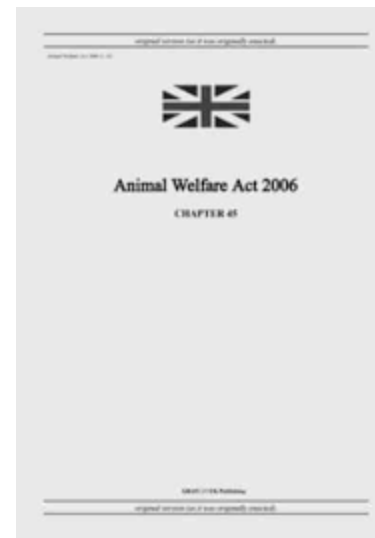 original version (as it was originally enacted)
Animal Welfare Act 2006
CHAPTER 45
original version (as it was originally enacted)